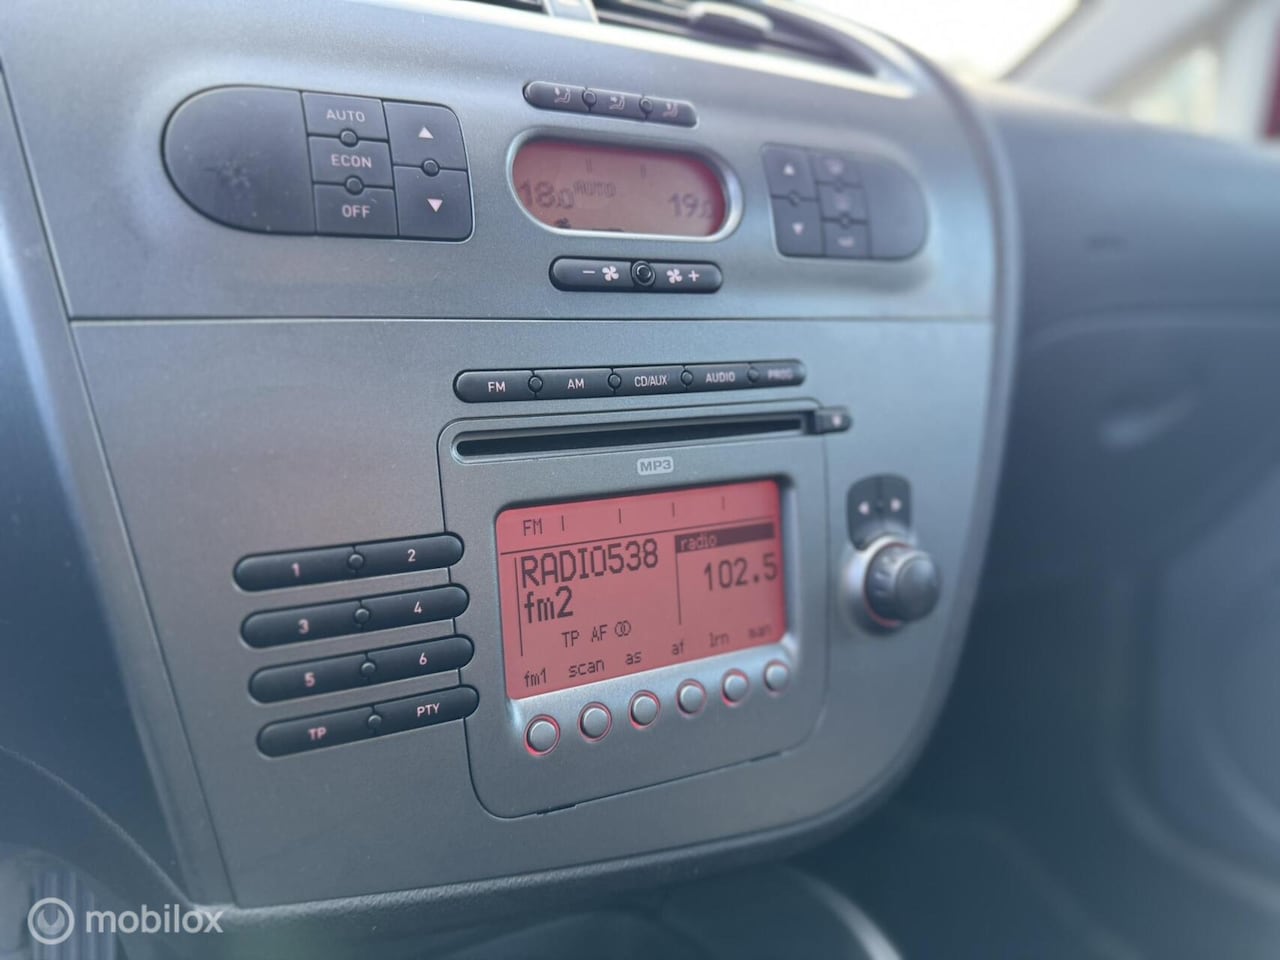 AUTO
ECON
OFF
18.0 AUTO 19.0
- +
FM AM CD/AUX AUDIO PROG
MP3
FM
RADIO538 radio
fm2 102.5
TP AF
fm1 scan as af lrn man
1 2
3 4
5 6
TP PTY
mobilox